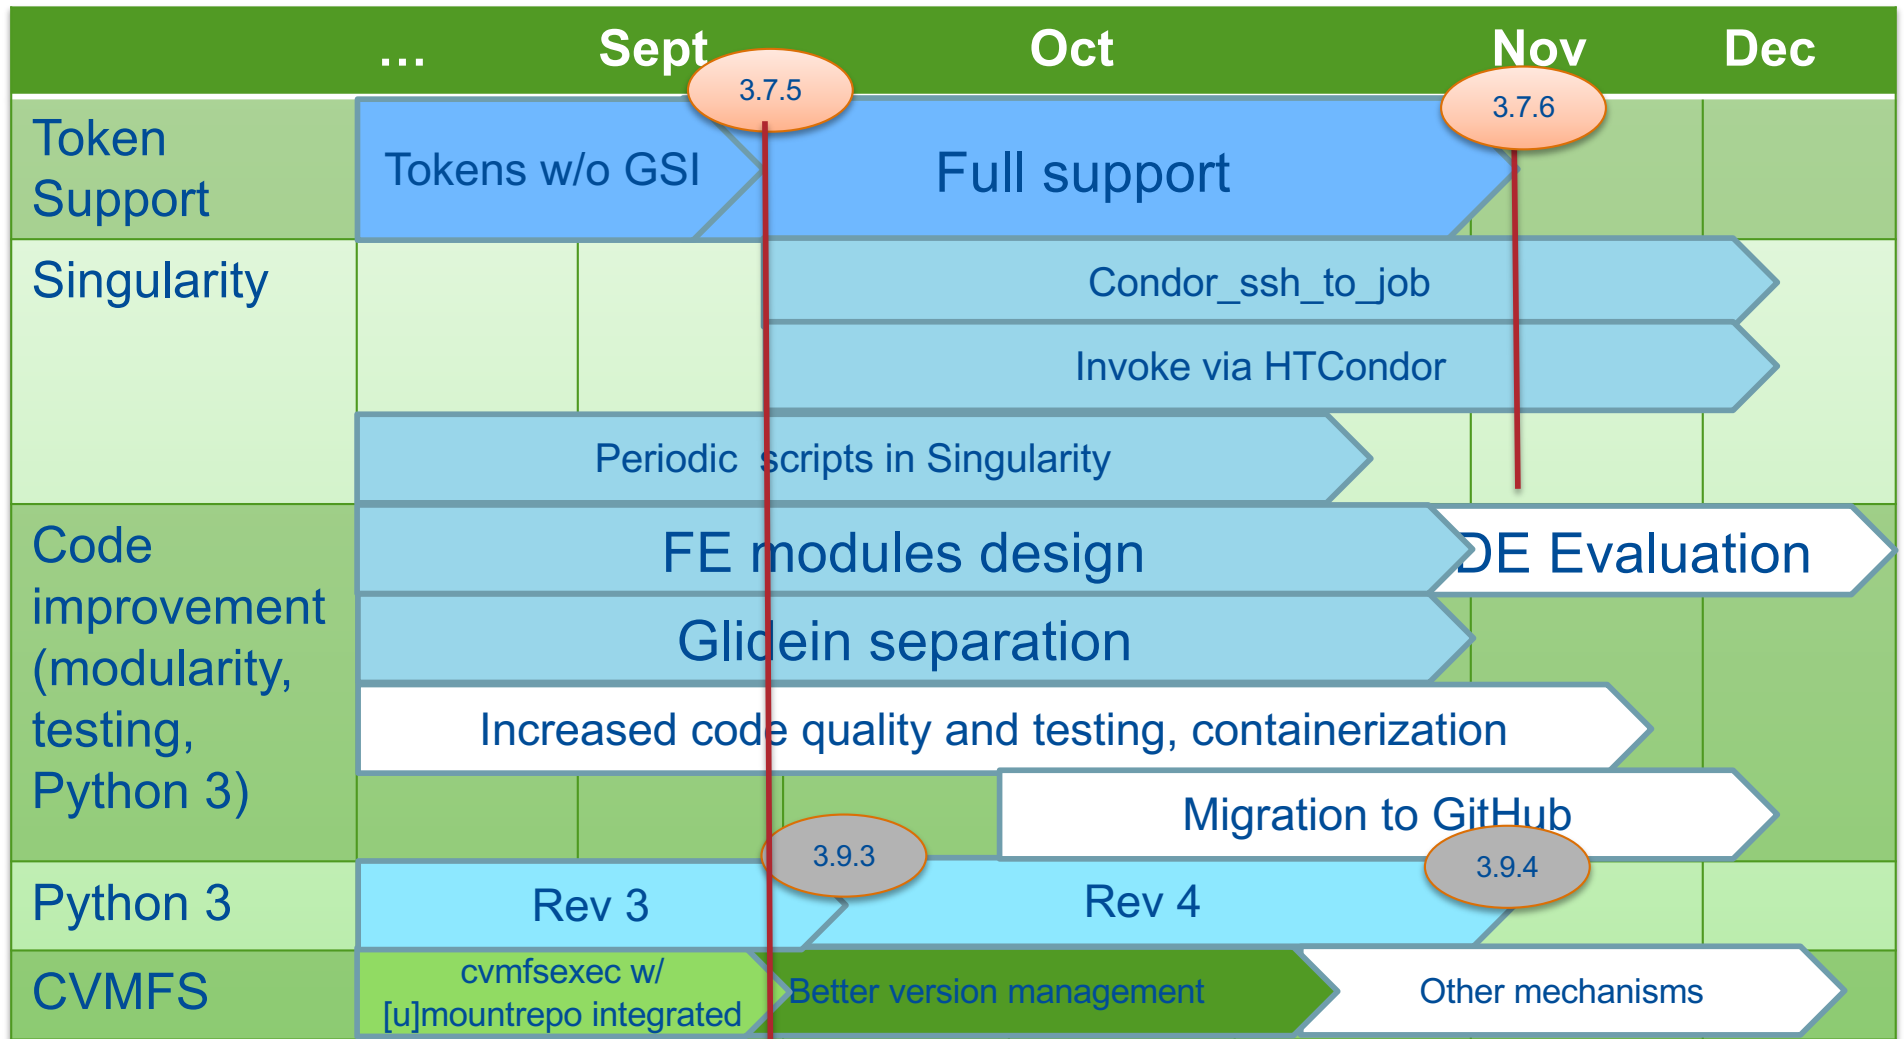 ... Sept Oct Nov Dec
3.7.5
3.7.6
Token
Support
Tokens w/o GSI
Full support
Singularity
Condor_ssh_to_job
Invoke via HTCondor
Periodic scripts in Singularity
Code
improvement
(modularity,
testing,
Python 3)
FE modules design
DE Evaluation
Glidein separation
Increased code quality and testing, containerization
Migration to GitHub
3.9.3
3.9.4
Python 3
Rev 3
Rev 4
CVMFS
cvmfsexec w/
[u]mountrepo integrated
Better version management
Other mechanisms